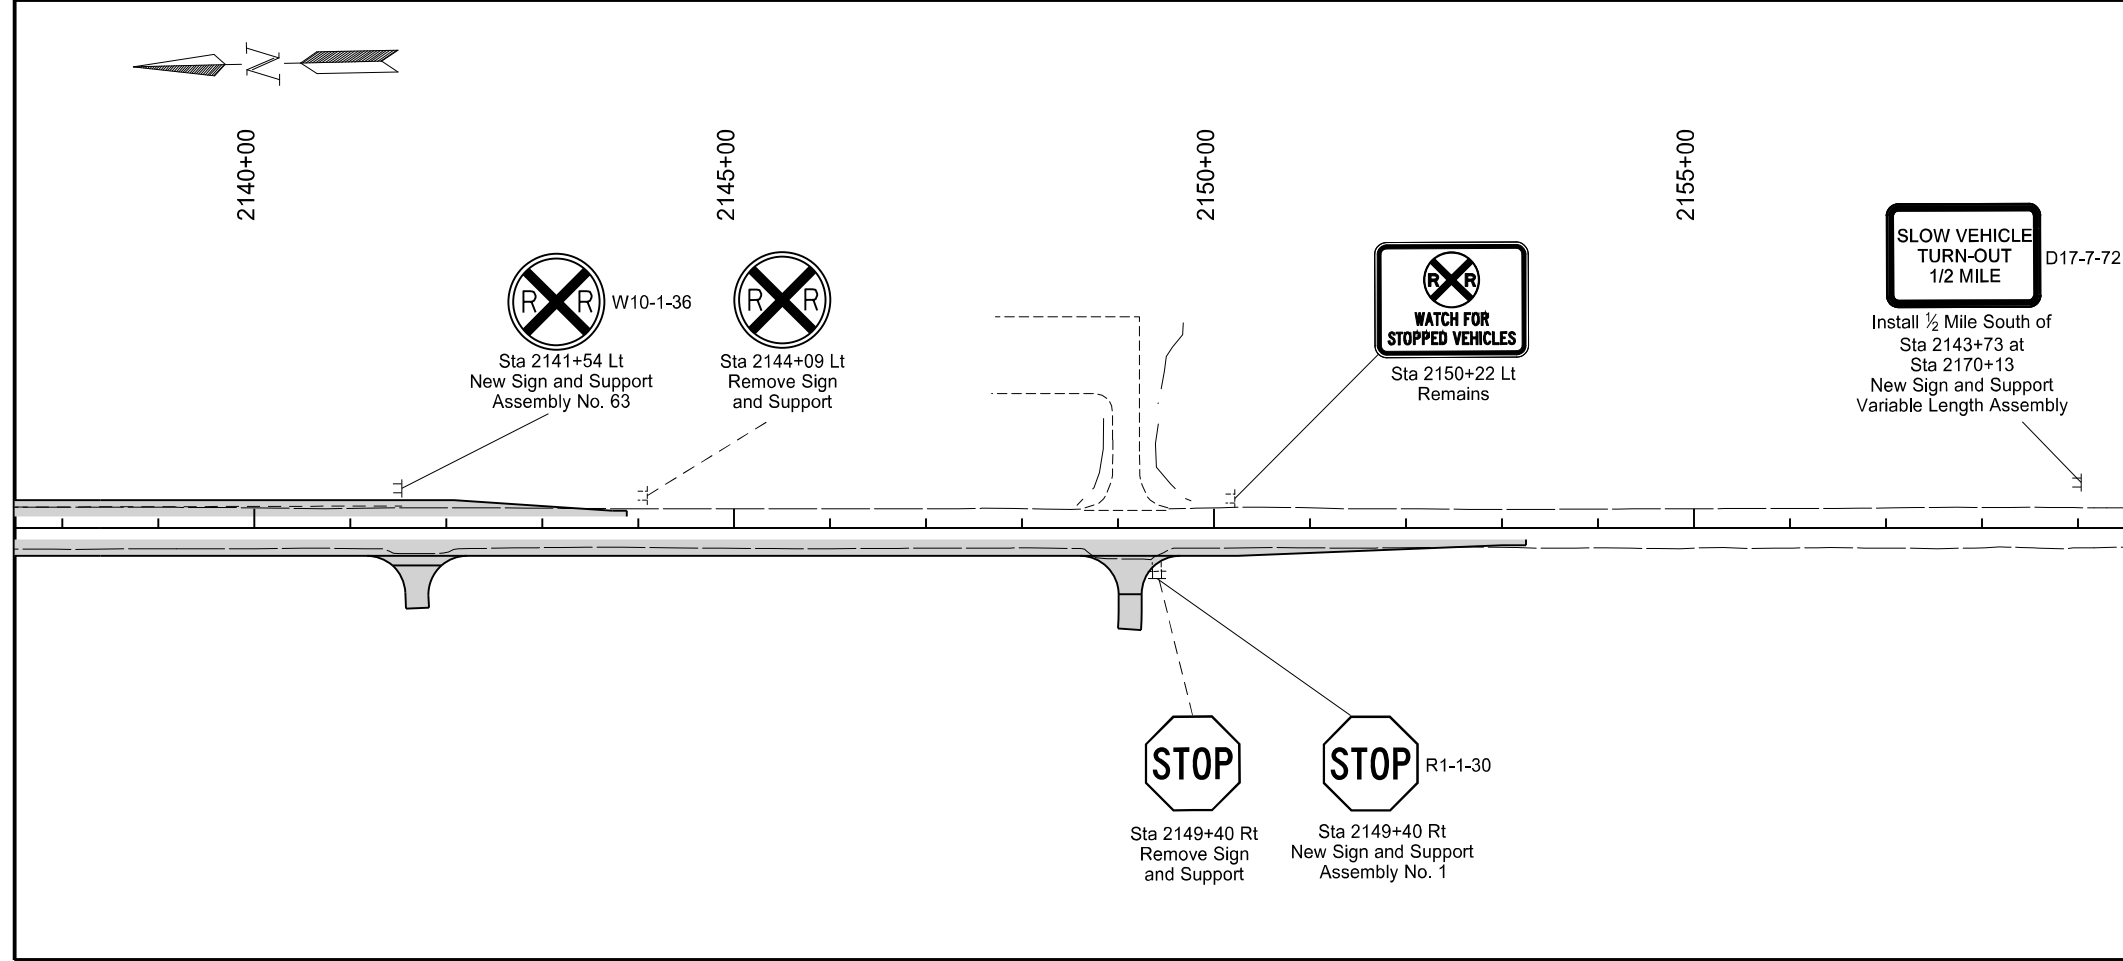 N
2140+00
2145+00
2150+00
2155+00
R R
W10-1-36
Sta 2141+54 Lt
New Sign and Support
Assembly No. 63
R R
Sta 2144+09 Lt
Remove Sign
and Support
R R
WATCH FOR
STOPPED VEHICLES
Sta 2150+22 Lt
Remains
SLOW VEHICLE
TURN-OUT
1/2 MILE
D17-7-72
Install ½ Mile South of
Sta 2143+73 at
Sta 2170+13
New Sign and Support
Variable Length Assembly
STOP
Sta 2149+40 Rt
Remove Sign
and Support
STOP
R1-1-30
Sta 2149+40 Rt
New Sign and Support
Assembly No. 1